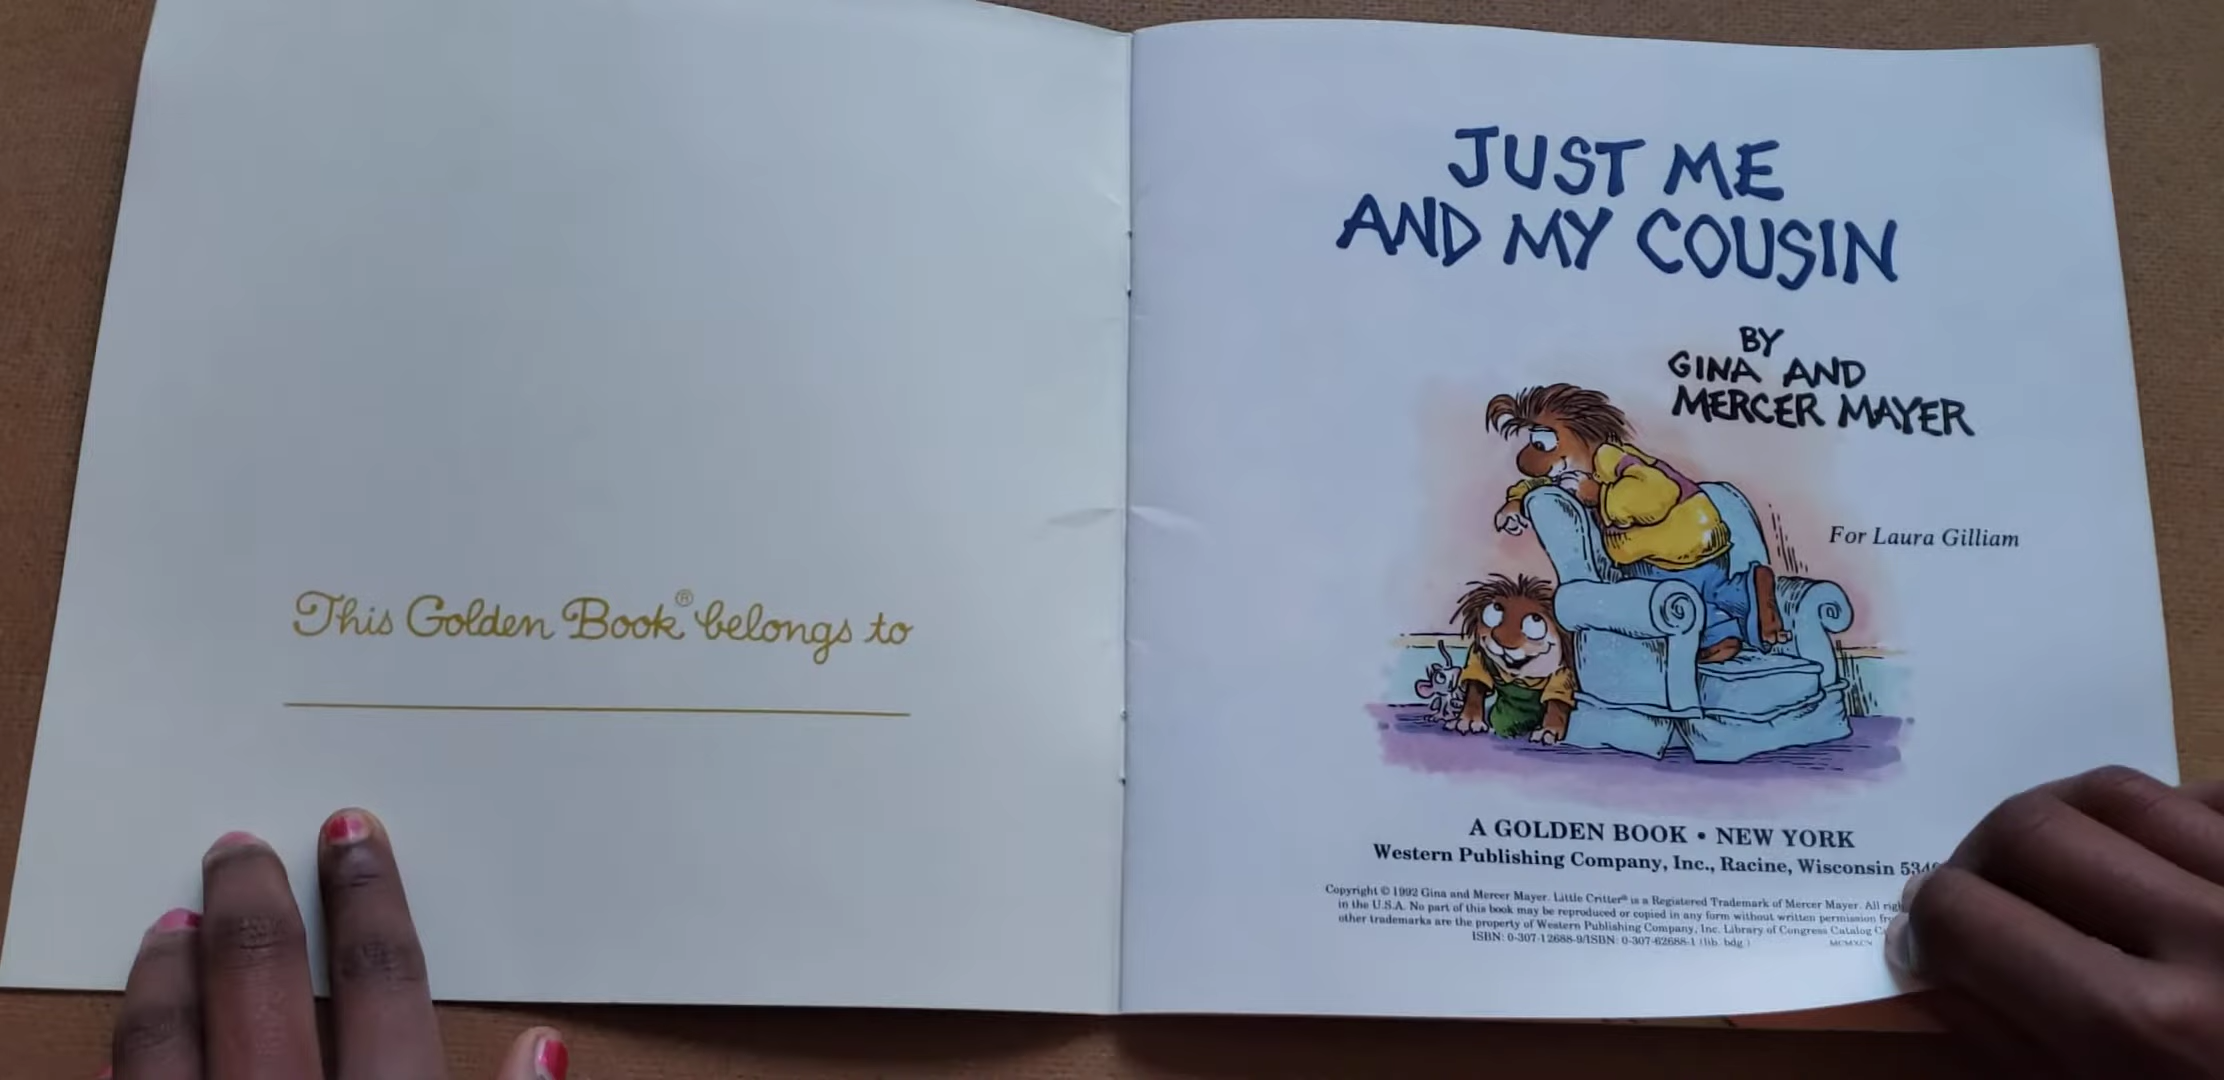 This Golden Book® belongs to
JUST ME
AND MY COUSIN
BY
GINA AND
MERCER MAYER
For Laura Gilliam
A GOLDEN BOOK • NEW YORK
Western Publishing Company, Inc., Racine, Wisconsin
Copyright © 1992 Gina and Mercer Mayer. Little Critter® is a Registered Trademark of Mercer Mayer. All
in the U.S.A. No part of this book may be reproduced or copied in any form without written permission
other trademarks are the property of Western Publishing Company, Inc. Library of Congress Catalog
ISBN: 0-307-12688-9/ISBN: 0-307-62688-1 (lib. bdg.)